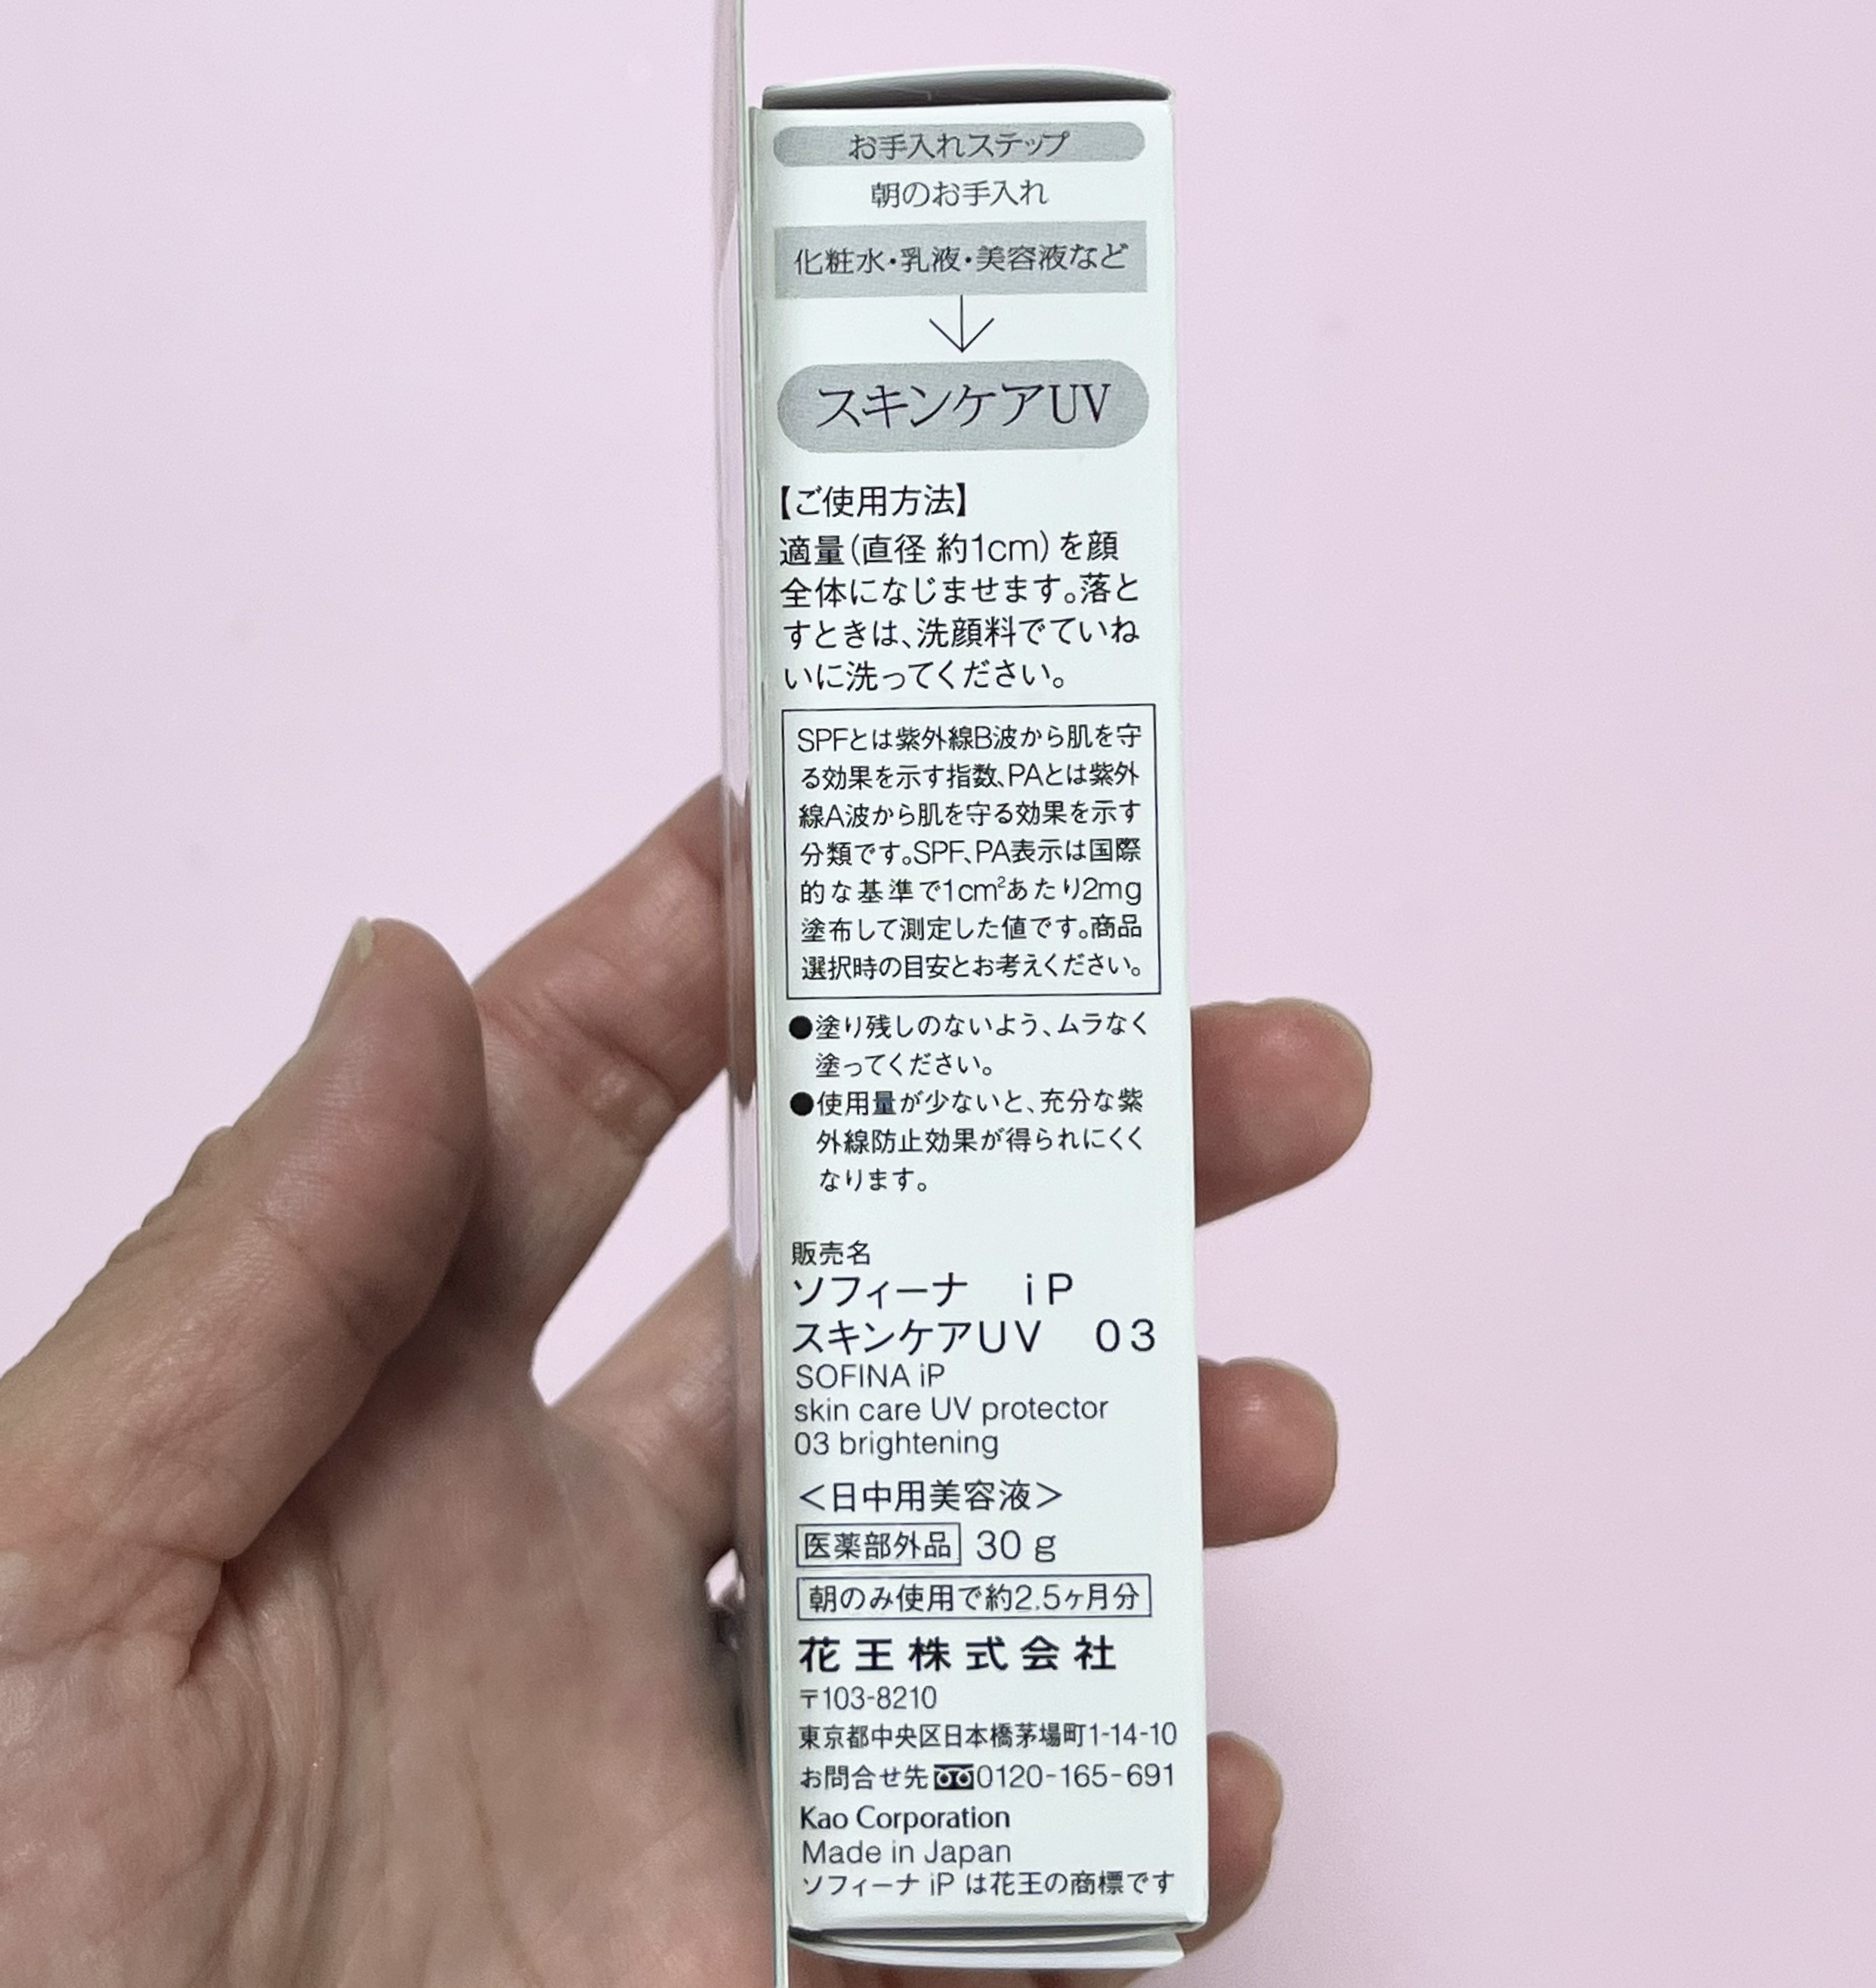 お手入れステップ
朝のお手入れ
化粧水・乳液・美容液など
スキンケアUV
【ご使用方法】
適量(直径 約1cm)を顔
全体になじませます。落と
すときは、洗顔料でていね
いに洗ってください。
SPFとは紫外線B波から肌を守
る効果を示す指数、PAとは紫外
線A波から肌を守る効果を示す
分類です。SPF、PA表示は国際
的な基準で1cm²あたり2mg
塗布して測定した値です。商品
選択時の目安とお考えください。
●塗り残しのないよう、ムラなく
塗ってください。
●使用量が少ないと、充分な紫
外線防止効果が得られにくく
なります。
販売名
ソフィーナ iP
スキンケアUV 03
SOFINA iP
skin care UV protector
03 brightening
＜日中用美容液＞
医薬部外品 30 g
朝のみ使用で約2.5ヶ月分
花王株式会社
〒103-8210
東京都中央区日本橋茅場町1-14-10
お問合せ先 0120-165-691
Kao Corporation
Made in Japan
ソフィーナ iP は花王の商標です